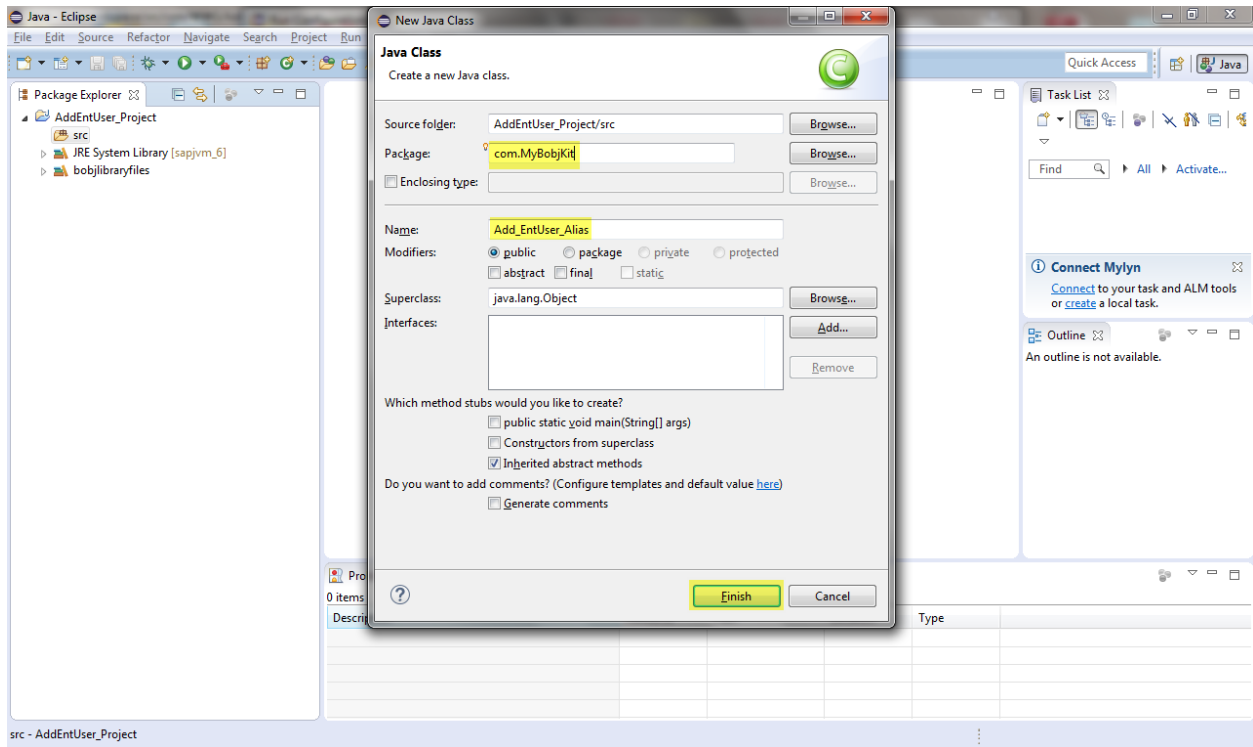 Java - Eclipse
File Edit Source Refactor Navigate Search Project Run
Quick Access
Java
Package Explorer
AddEntUser_Project
src
JRE System Library [sapjvm_6]
bobjlibraryfiles
New Java Class
Java Class
Create a new Java class.
Source folder: AddEntUser_Project/src Browse...
Package: com.MyBobjKit Browse...
Enclosing type: Browse...
Name: Add_EntUser_Alias
Modifiers: public package private protected
abstract final static
Superclass: java.lang.Object Browse...
Interfaces: Add...
Remove
Which method stubs would you like to create?
public static void main(String[] args)
Constructors from superclass
Inherited abstract methods
Do you want to add comments? (Configure templates and default value here)
Generate comments
Finish Cancel
Task List
Find All Activate...
Connect Mylyn
Connect to your task and ALM tools
or create a local task.
Outline
An outline is not available.
Pro
0 items
Descri
Type
src - AddEntUser_Project